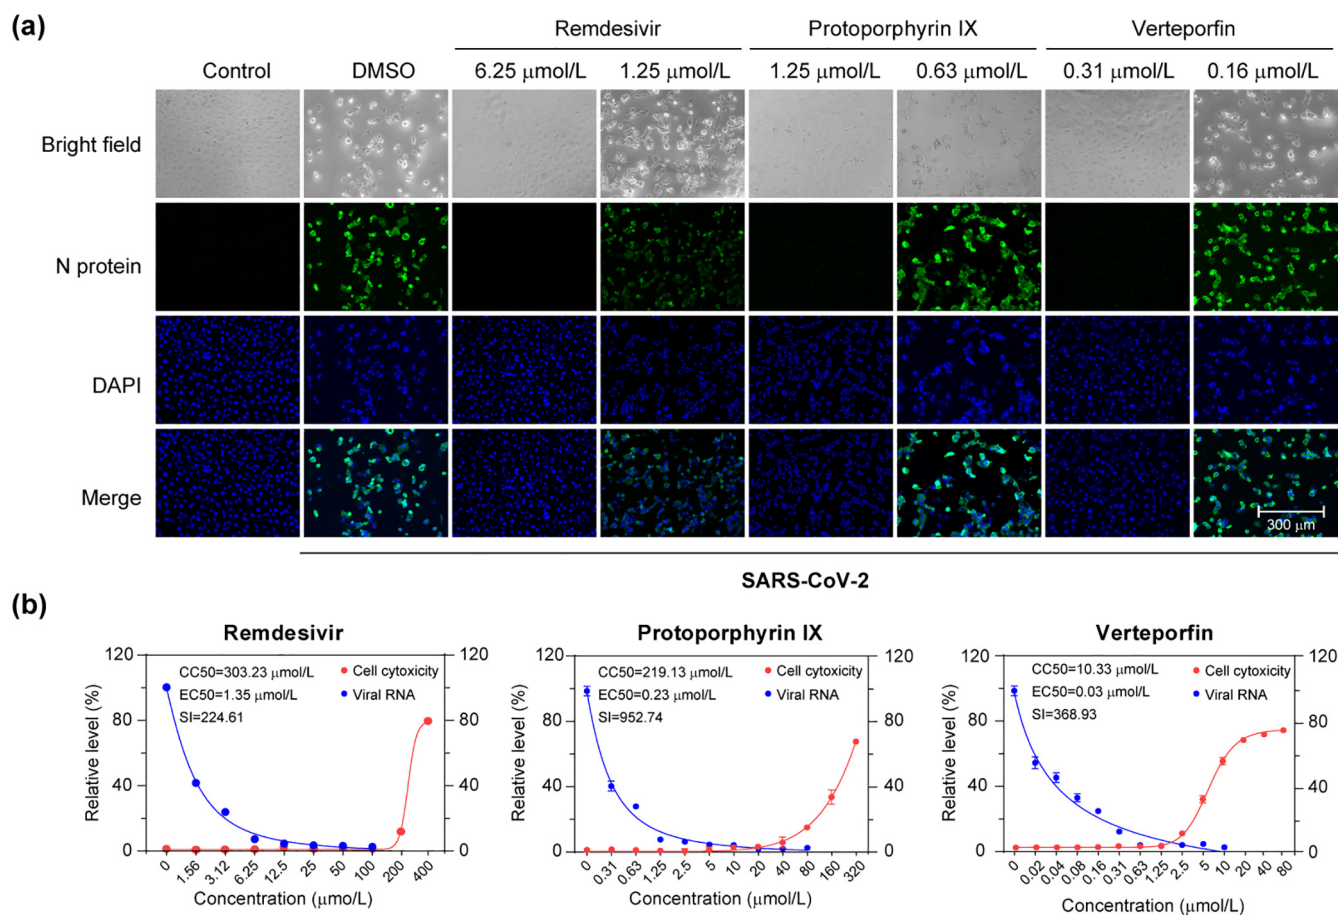 (a)
Remdesivir Protoporphyrin IX Verteporfin
Control DMSO 6.25 μmol/L 1.25 μmol/L 1.25 μmol/L 0.63 μmol/L 0.31 μmol/L 0.16 μmol/L
Bright field
N protein
DAPI
Merge
300 μm
SARS-CoV-2
(b)
Remdesivir
120 120
CC50=303.23 μmol/L Cell cytoxicity
EC50=1.35 μmol/L Viral RNA
SI=224.61
80 80
40 40
0 0
Relative level (%)
0 1.56 3.12 6.25 12.5 25 50 100 200 400
Concentration (μmo/L)
Protoporphyrin IX
120 120
CC50=219.13 μmol/L Cell cytoxicity
EC50=0.23 μmol/L Viral RNA
SI=952.74
80 80
40 40
0 0
Relative level (%)
0 0.31 0.63 1.25 2.5 5 10 20 40 80 160 320
Concentration (μmol/L)
Verteporfin
120 120
CC50=10.33 μmol/L Cell cytoxicity
EC50=0.03 μmol/L Viral RNA
SI=368.93
80 80
40 40
0 0
Relative level (%)
0 0.02 0.04 0.08 0.16 0.31 0.63 1.25 2.5 5 10 20 40 80
Concentration (μmol/L)